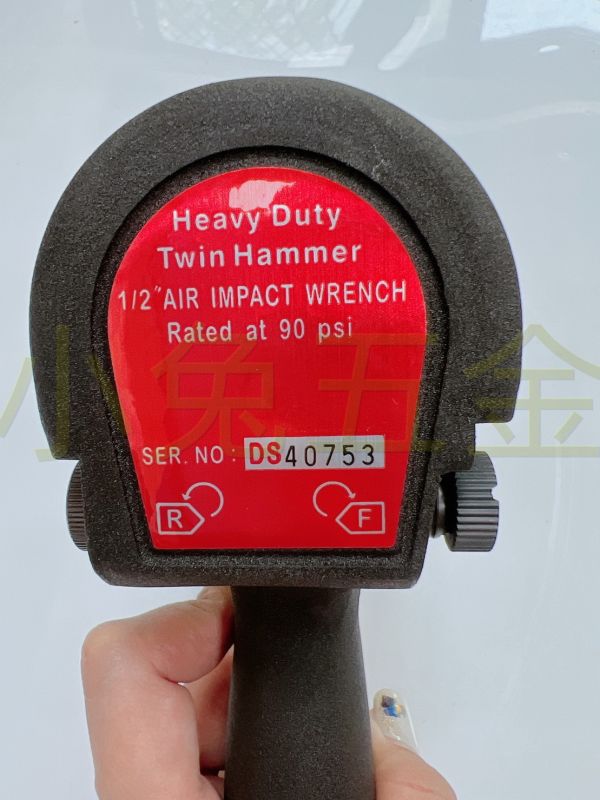 Heavy Duty
Twin Hammer
1/2"AIR IMPACT WRENCH
Rated at 90 psi
小兔五金
SER. NO : DS40753
R F